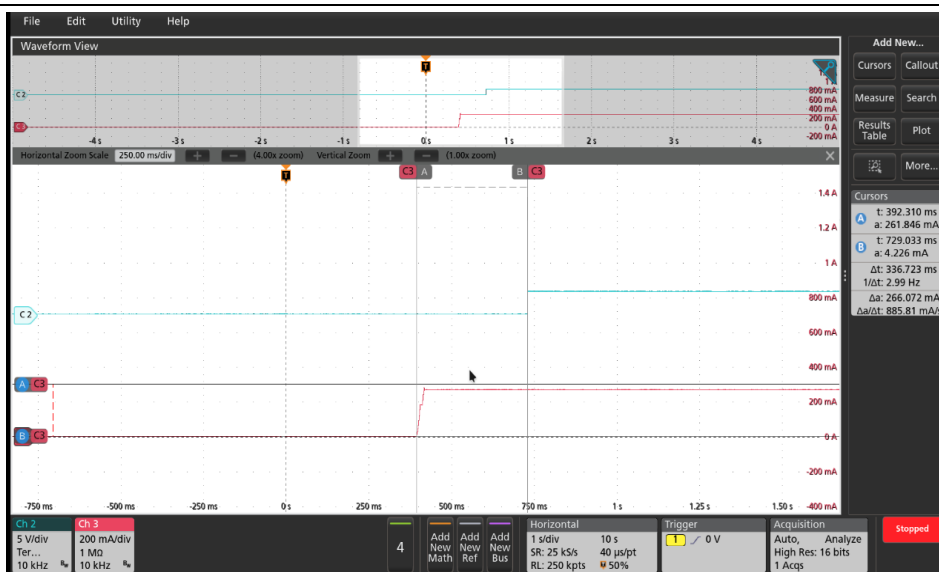 File Edit Utility Help
Waveform View
Add New...
Cursors Callout
Measure Search
Results Table Plot
More...
C2
C3
T
800 mA
600 mA
400 mA
200 mA
0 A
-200 mA
-4 s -3 s -2 s -1 s 0 s 1 s 2 s 3 s 4 s
Horizontal Zoom Scale 250.00 ms/div + - (4.00x zoom) Vertical Zoom + - (1.00x zoom) X
T C3 A B C3
1.4 A
1.2 A
1 A
800 mA
600 mA
400 mA
200 mA
0 A
-200 mA
-400 mA
C 2
A C3
B C3
-750 ms -500 ms -250 ms 0 s 250 ms 500 ms 750 ms 1 s 1.25 s 1.50 s
Cursors
A t: 392.310 ms
a: 261.846 mA
B t: 729.033 ms
a: 4.226 mA
Δt: 336.723 ms
1/Δt: 2.99 Hz
Δa: 266.072 mA
Δa/Δt: 885.81 mA/s
Ch 2
5 V/div
Ter...
10 kHz Bw
Ch 3
200 mA/div
1 MΩ
10 kHz Bw
4
Add New Math
Add New Ref
Add New Bus
Horizontal
1 s/div 10 s
SR: 25 kS/s 40 µs/pt
RL: 250 kpts 50%
Trigger
1 0 V
Acquisition
Auto, Analyze
High Res: 16 bits
1 Acqs
Stopped